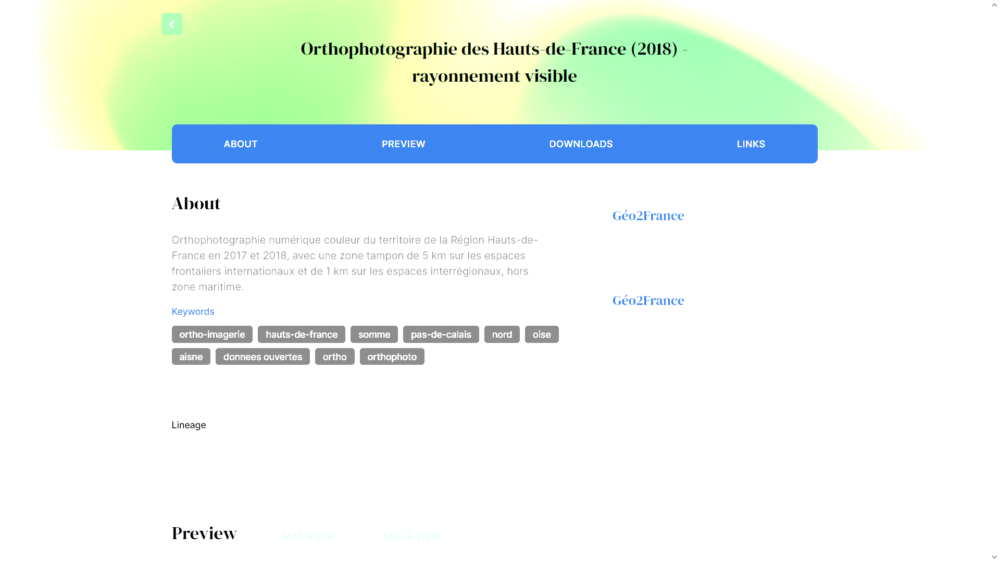 Orthophotographie des Hauts-de-France (2018) -
rayonnement visible
ABOUT PREVIEW DOWNLOADS LINKS
About
Orthophotographie numérique couleur du territoire de la Région Hauts-de-
France en 2017 et 2018, avec une zone tampon de 5 km sur les espaces
frontaliers internationaux et de 1 km sur les espaces interrégionaux, hors
zone maritime.
Keywords
ortho-imagerie hauts-de-france somme pas-de-calais nord oise
aisne donnees ouvertes ortho orthophoto
Géo2France
Géo2France
Lineage
Preview MAP VIEW TABLE VIEW